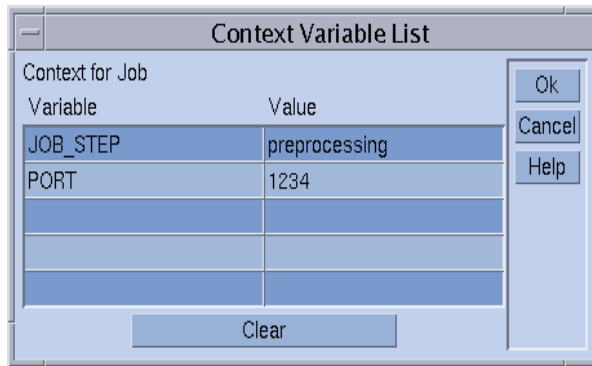 Context Variable List
Context for Job
Variable Value
JOB_STEP preprocessing
PORT 1234
Clear
Ok
Cancel
Help